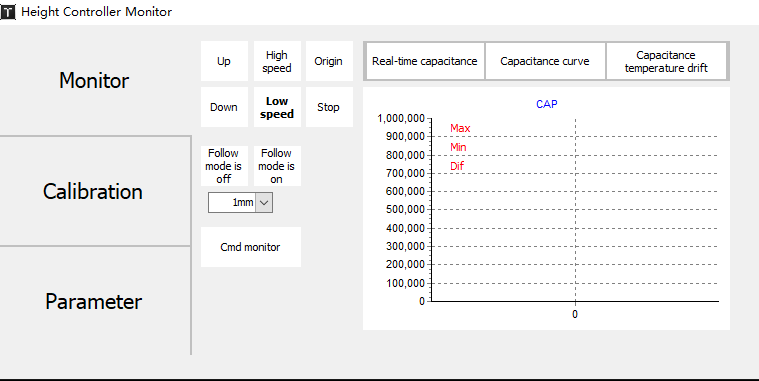 Height Controller Monitor
Monitor
Calibration
Parameter
Up
High
speed
Origin
Down
Low
speed
Stop
Follow
mode is
off
Follow
mode is
on
1mm
Cmd monitor
Real-time capacitance
Capacitance curve
Capacitance
temperature drift
CAP
1,000,000
900,000
800,000
700,000
600,000
500,000
400,000
300,000
200,000
100,000
0
Max
Min
Dif
0